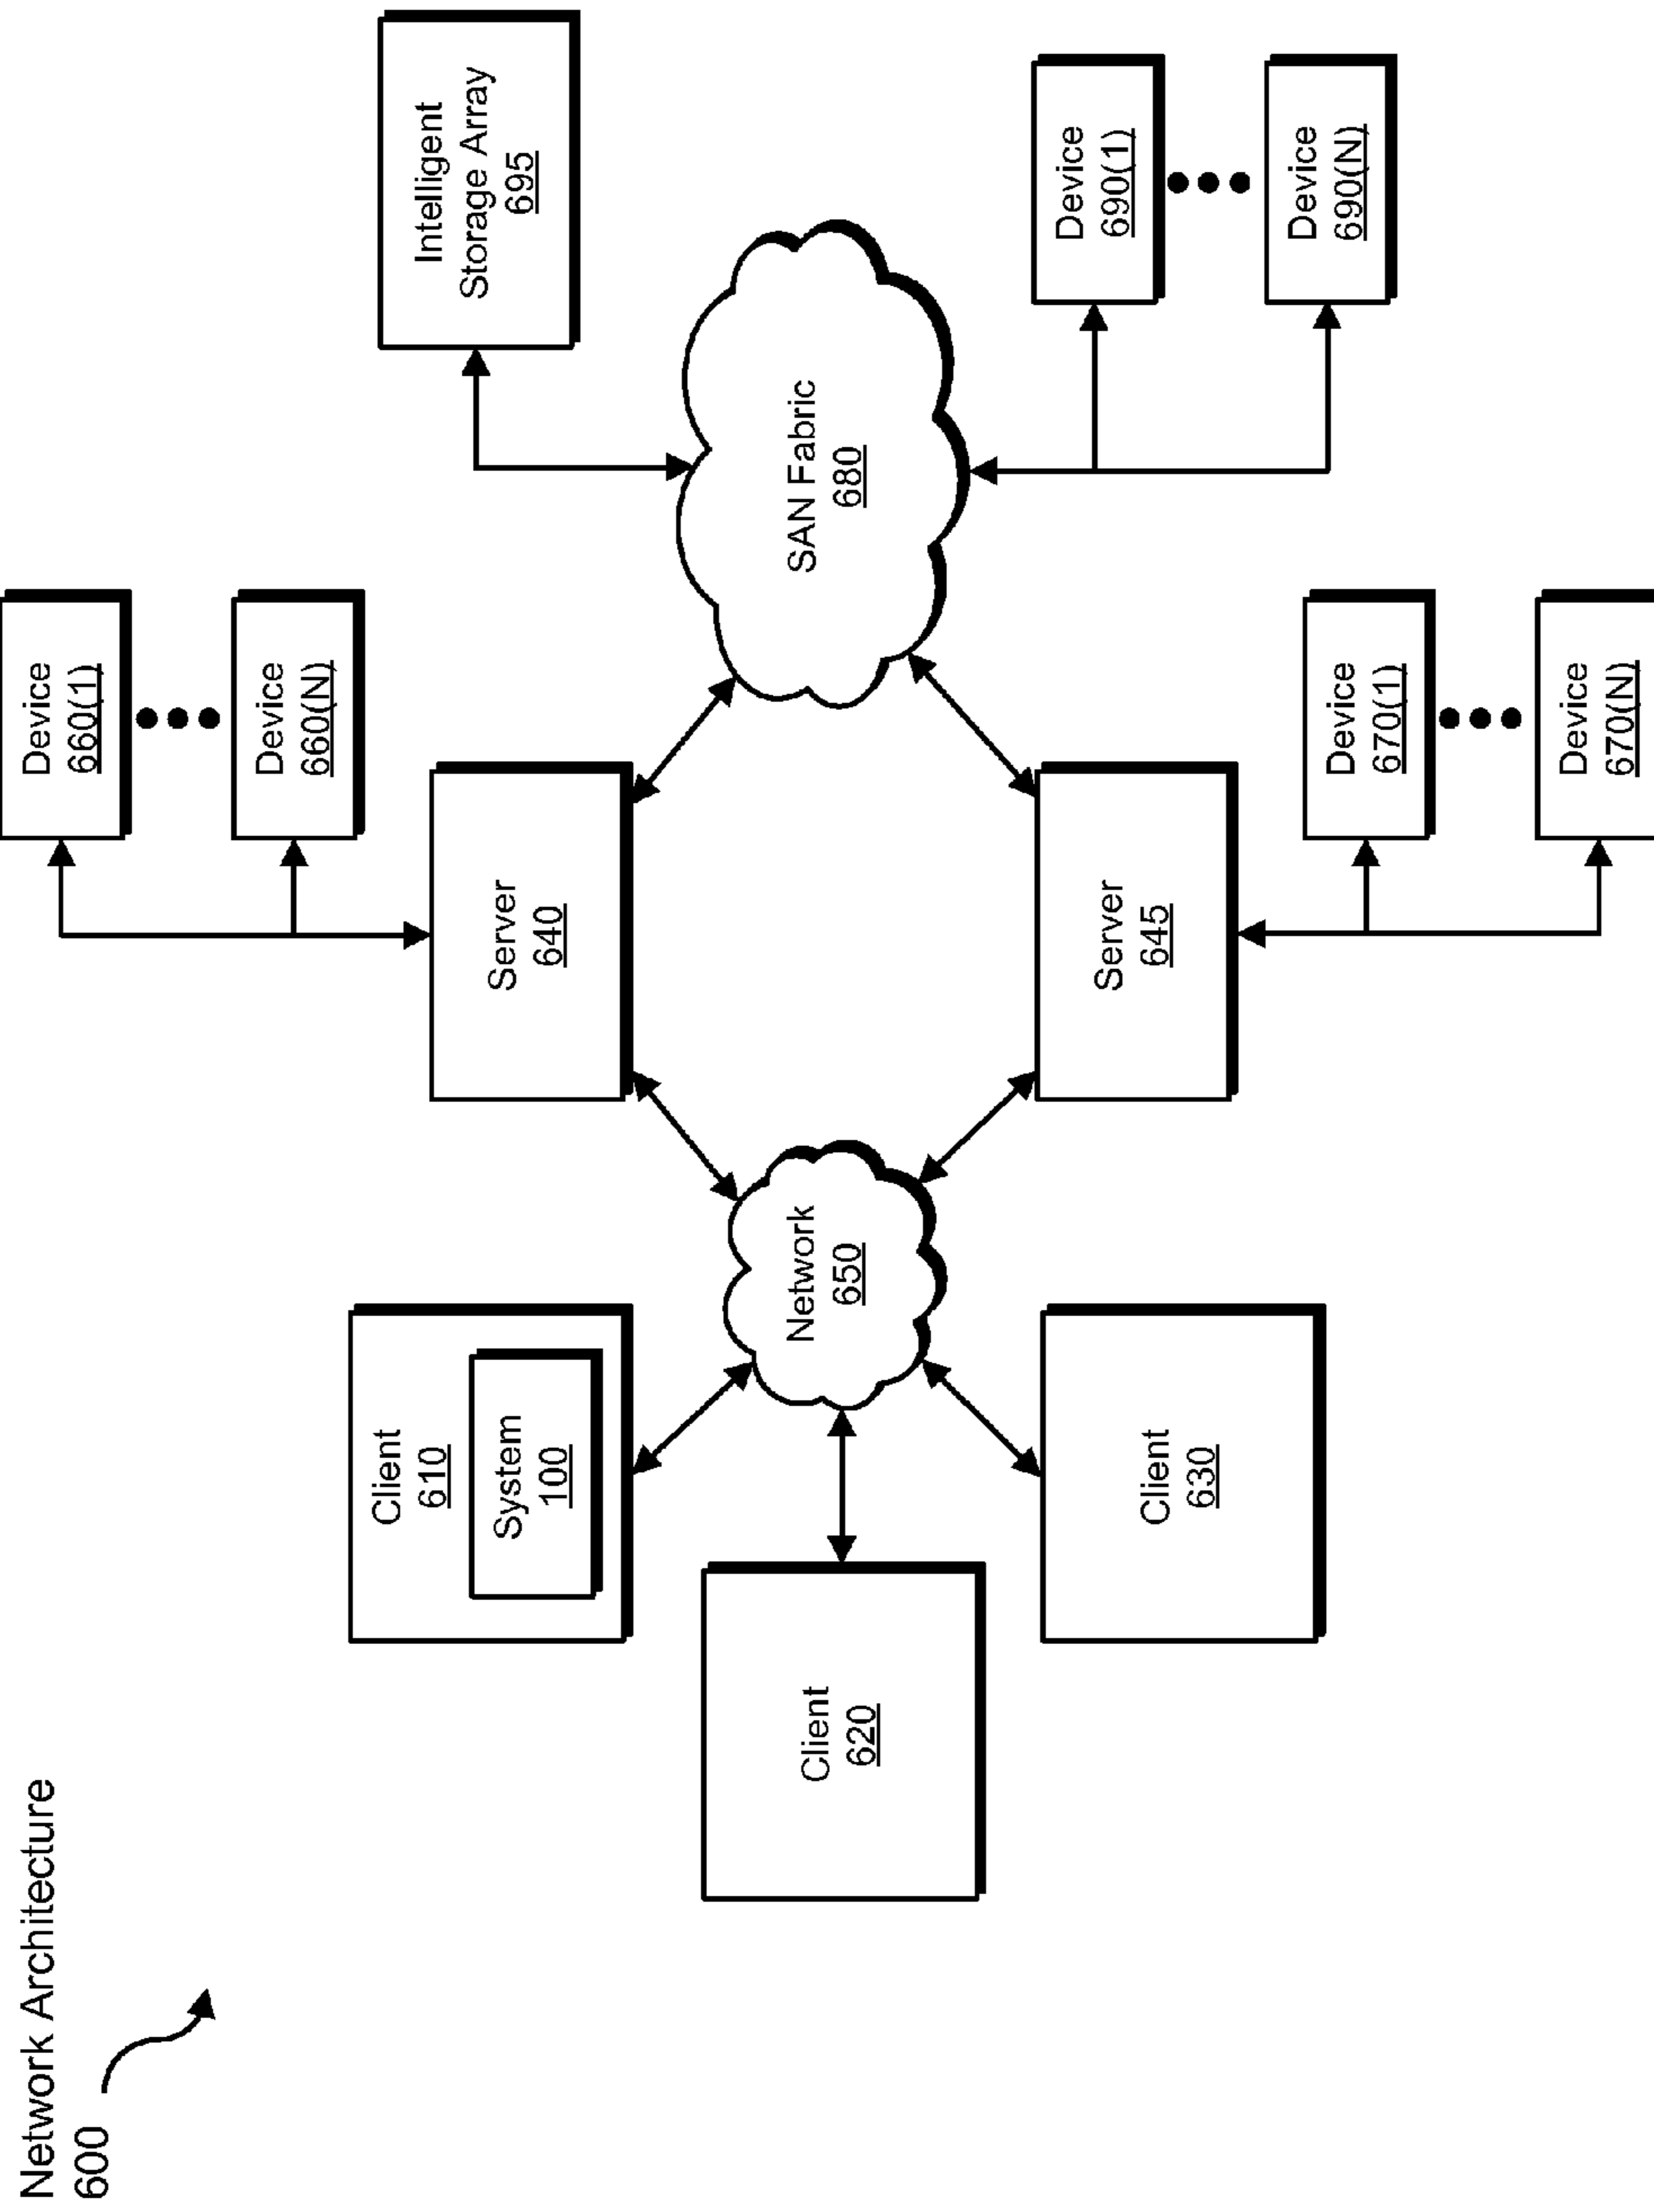 Network Architecture
600
Client
610
System
100
Client
620
Client
630
Network
650
Server
640
Server
645
Device
660(1)
Device
660(N)
Device
670(1)
Device
670(N)
SAN Fabric
680
Intelligent
Storage Array
695
Device
690(1)
Device
690(N)